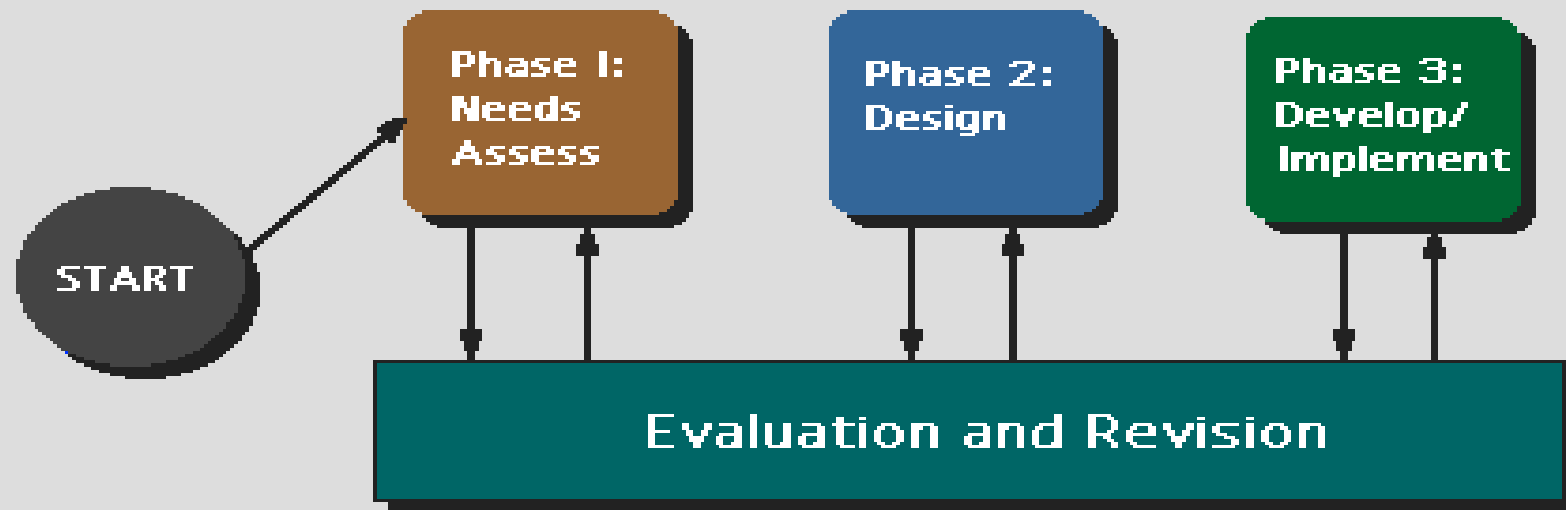 Phase 1:
Needs
Assess
Phase 2:
Design
Phase 3:
Develop/
Implement
START
Evaluation and Revision